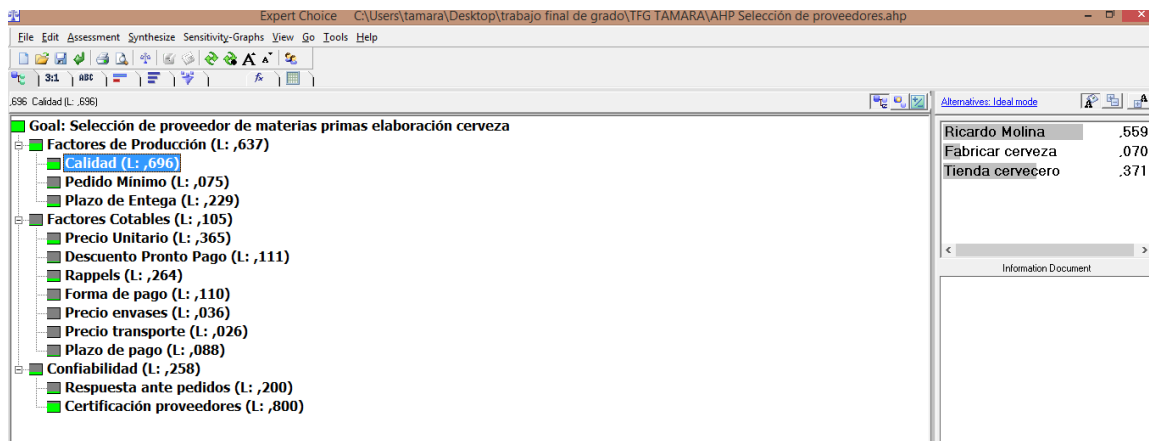 Expert Choice C:\Users\tamara\Desktop\trabajo final de grado\TFG TAMARA\AHP Selección de proveedores.ahp
File Edit Assessment Synthesize Sensitivity-Graphs View Go Tools Help
3:1 ABC fx
,696 Calidad (L: ,696)
Alternatives: Ideal mode
Goal: Selección de proveedor de materias primas elaboración cerveza
Factores de Producción (L: ,637)
Calidad (L: ,696)
Pedido Mínimo (L: ,075)
Plazo de Entega (L: ,229)
Factores Cotables (L: ,105)
Precio Unitario (L: ,365)
Descuento Pronto Pago (L: ,111)
Rappels (L: ,264)
Forma de pago (L: ,110)
Precio envases (L: ,036)
Precio transporte (L: ,026)
Plazo de pago (L: ,088)
Confiabilidad (L: ,258)
Respuesta ante pedidos (L: ,200)
Certificación proveedores (L: ,800)
Ricardo Molina ,559
Fabricar cerveza ,070
Tienda cervecero ,371
Information Document